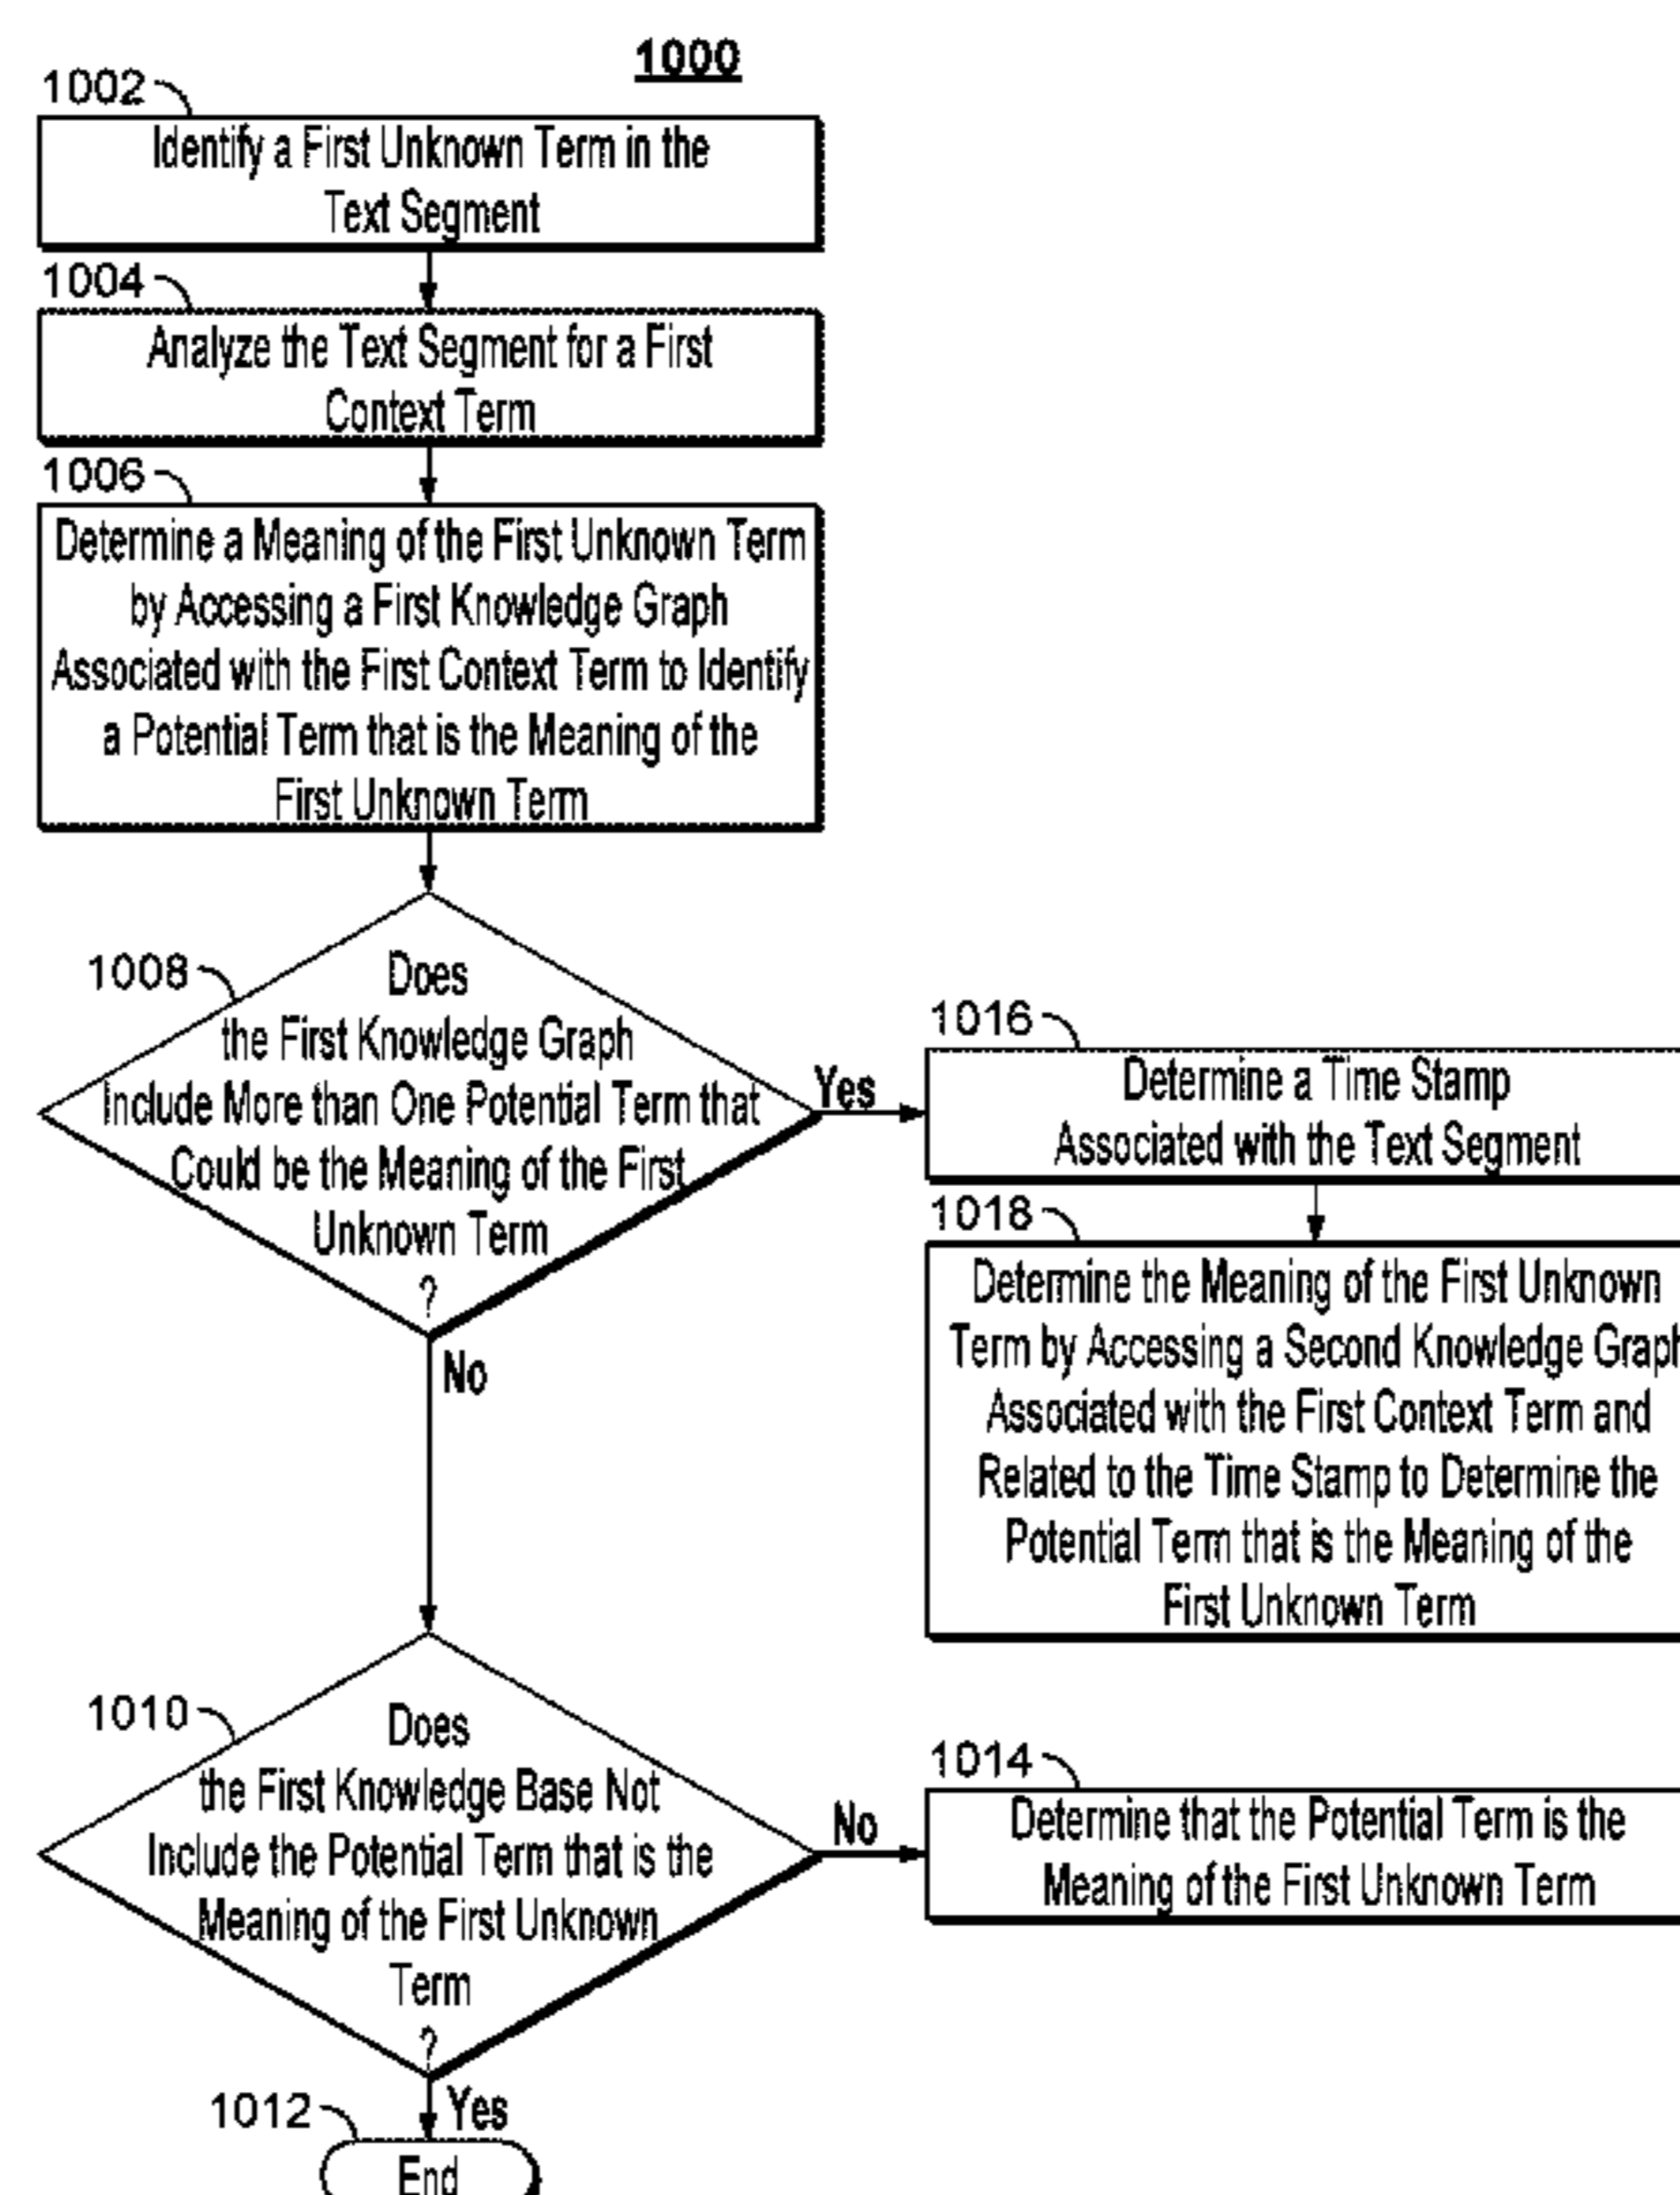 1000
1002
Identify a First Unknown Term in the
Text Segment
1004
Analyze the Text Segment for a First
Context Term
1006
Determine a Meaning of the First Unknown Term
by Accessing a First Knowledge Graph
Associated with the First Context Term to Identify
a Potential Term that is the Meaning of the
First Unknown Term
1008
Does
the First Knowledge Graph
Include More than One Potential Term that
Could be the Meaning of the First
Unknown Term
?
Yes
No
1016
Determine a Time Stamp
Associated with the Text Segment
1018
Determine the Meaning of the First Unknown
Term by Accessing a Second Knowledge Graph
Associated with the First Context Term and
Related to the Time Stamp to Determine the
Potential Term that is the Meaning of the
First Unknown Term
1010
Does
the First Knowledge Base Not
Include the Potential Term that is the
Meaning of the First Unknown
Term
?
No
Yes
1014
Determine that the Potential Term is the
Meaning of the First Unknown Term
1012
End